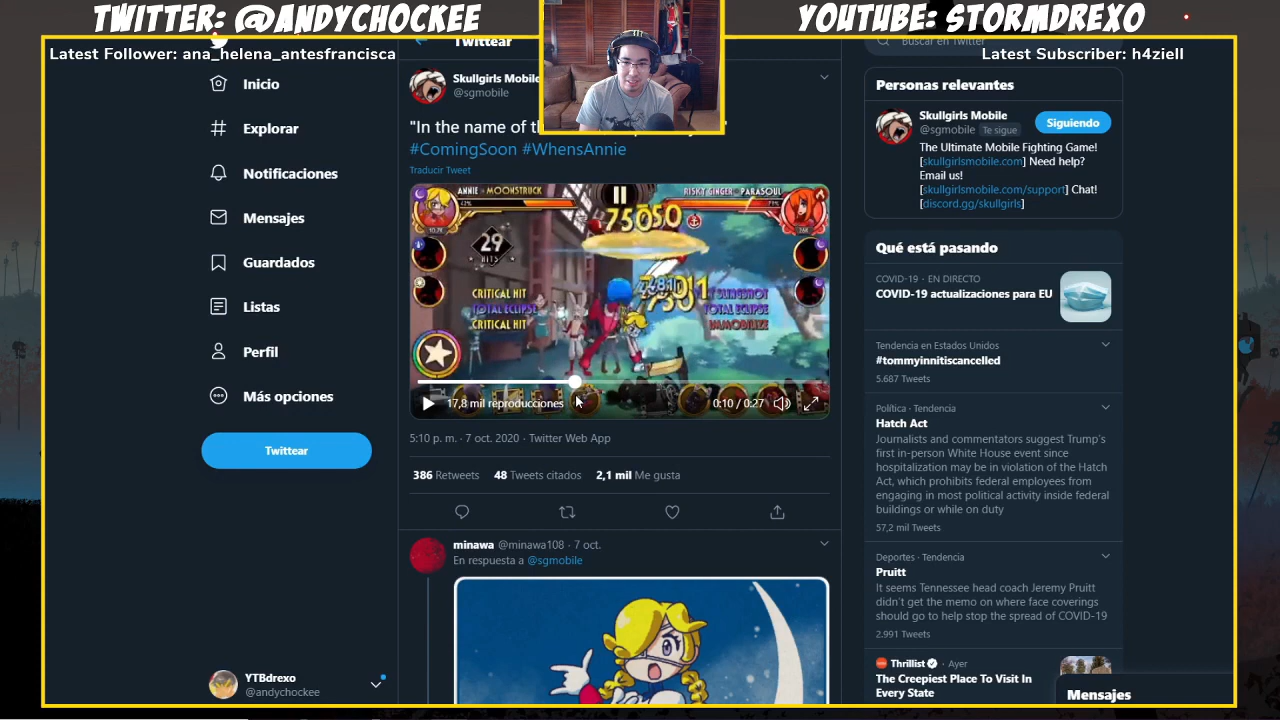 TWITTER: @ANDYCHOCKEE
YOUTUBE: STORMDREXO
Latest Follower: ana_helena_antesfrancisca
Latest Subscriber: h4ziell
Inicio
Explorar
Notificaciones
Mensajes
Guardados
Listas
Perfil
Más opciones
Twittear
YTBdrexo
@andychockee
Twittear
Skullgirls Mobile
@sgmobile
"In the name of
#ComingSoon #WhensAnnie
Traducir Tweet
ANNIE MOONSTRUCK
RISKY GINGER PARASOUL
75050
29
HITS
CRITICAL HIT
TOTAL ECLIPSE
CRITICAL HIT
SLINGSHOT
TOTAL ECLIPSE
IMMOBILIZE
17,8 mil reproducciones
0:10 / 0:27
5:10 p. m. · 7 oct. 2020 · Twitter Web App
386 Retweets 48 Tweets citados 2,1 mil Me gusta
minawa @minawa108 · 7 oct.
En respuesta a @sgmobile
Buscar en Twitter
Personas relevantes
Skullgirls Mobile
@sgmobile Te sigue
Siguiendo
The Ultimate Mobile Fighting Game!
[skullgirlsmobile.com] Need help?
Email us!
[skullgirlsmobile.com/support] Chat!
[discord.gg/skullgirls]
Qué está pasando
COVID-19 · EN DIRECTO
COVID-19 actualizaciones para EU
Tendencia en Estados Unidos
#tommyinnitiscancelled
5.687 Tweets
Política · Tendencia
Hatch Act
Journalists and commentators suggest Trump's
first in-person White House event since
hospitalization may be in violation of the Hatch
Act, which prohibits federal employees from
engaging in most political activity inside federal
buildings or while on duty
57,2 mil Tweets
Deportes · Tendencia
Pruitt
It seems Tennessee head coach Jeremy Pruitt
didn't get the memo on where face coverings
should go to help stop the spread of COVID-19
2.991 Tweets
Thrillist · Ayer
The Creepiest Place To Visit In
Every State
Mensajes